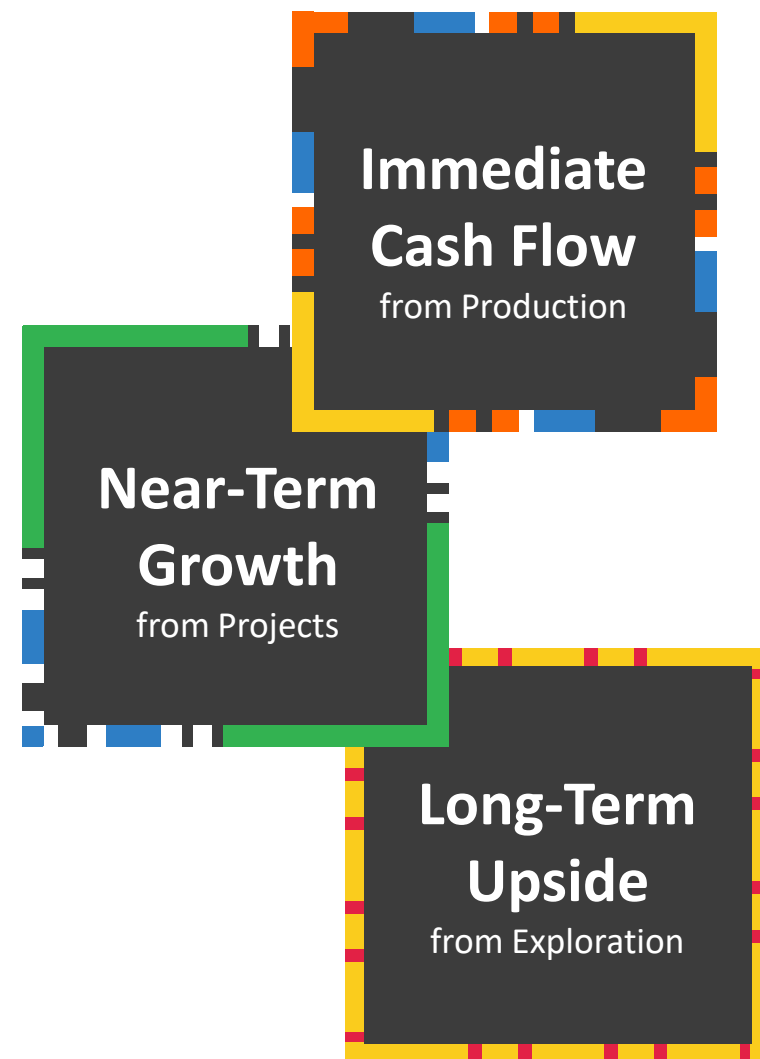 Immediate
Cash Flow
from Production
Near-Term
Growth
from Projects
Long-Term
Upside
from Exploration